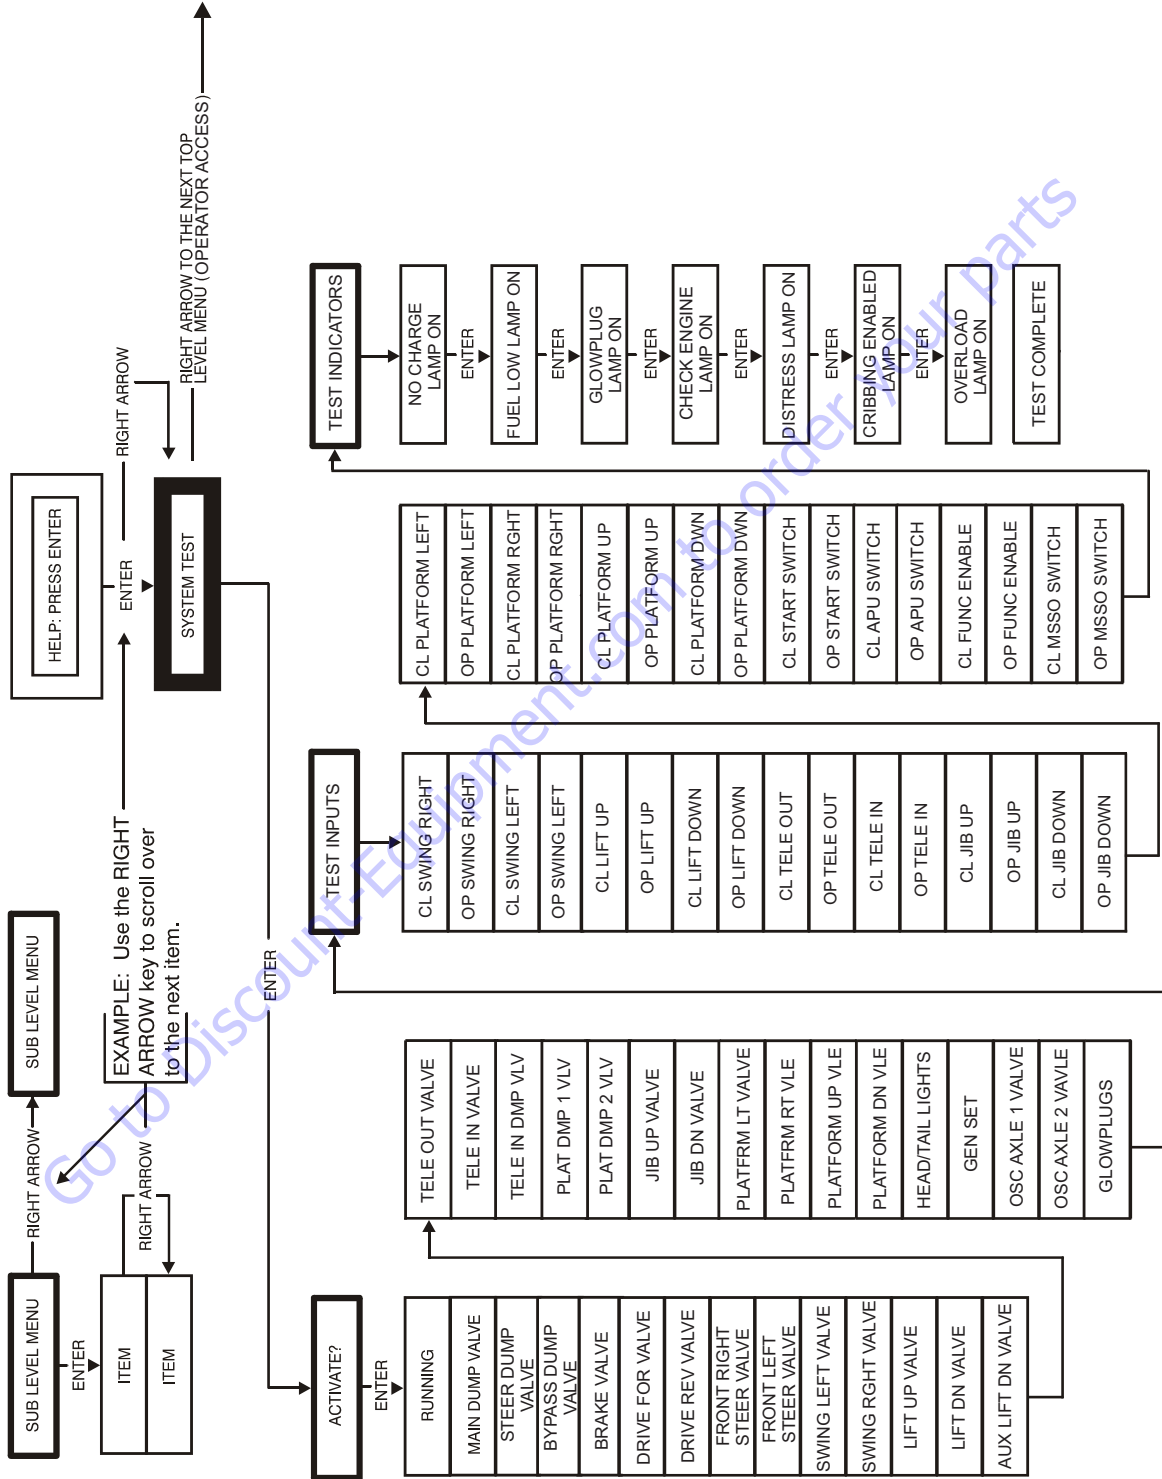 SUB LEVEL MENU
RIGHT ARROW
SUB LEVEL MENU
ENTER
ITEM
ITEM
RIGHT ARROW
EXAMPLE: Use the RIGHT
ARROW key to scroll over
to the next item.
HELP: PRESS ENTER
ENTER
RIGHT ARROW
SYSTEM TEST
RIGHT ARROW TO THE NEXT TOP
LEVEL MENU (OPERATOR ACCESS)
ENTER
ACTIVATE?
ENTER
RUNNING
MAIN DUMP VALVE
STEER DUMP
VALVE
BYPASS DUMP
VALVE
BRAKE VALVE
DRIVE FOR VALVE
DRIVE REV VALVE
FRONT RIGHT
STEER VALVE
FRONT LEFT
STEER VALVE
SWING LEFT VALVE
SWING RGHT VALVE
LIFT UP VALVE
LIFT DN VALVE
AUX LIFT DN VALVE
TELE OUT VALVE
TELE IN VALVE
TELE IN DMP VLV
PLAT DMP 1 VLV
PLAT DMP 2 VLV
JIB UP VALVE
JIB DN VALVE
PLATFRM LT VALVE
PLATFRM RT VLE
PLATFORM UP VLE
PLATFORM DN VLE
HEAD/TAIL LIGHTS
GEN SET
OSC AXLE 1 VALVE
OSC AXLE 2 VAVLE
GLOWPLUGS
TEST INPUTS
CL SWING RIGHT
OP SWING RIGHT
CL SWING LEFT
OP SWING LEFT
CL LIFT UP
OP LIFT UP
CL LIFT DOWN
OP LIFT DOWN
CL TELE OUT
OP TELE OUT
CL TELE IN
OP TELE IN
CL JIB UP
OP JIB UP
CL JIB DOWN
OP JIB DOWN
CL PLATFORM LEFT
OP PLATFORM LEFT
CL PLATFORM RGHT
OP PLATFORM RGHT
CL PLATFORM UP
OP PLATFORM UP
CL PLATFORM DWN
OP PLATFORM DWN
CL START SWITCH
OP START SWITCH
CL APU SWITCH
OP APU SWITCH
CL FUNC ENABLE
OP FUNC ENABLE
CL MSSO SWITCH
OP MSSO SWITCH
TEST INDICATORS
NO CHARGE
LAMP ON
ENTER
FUEL LOW LAMP ON
ENTER
GLOWPLUG
LAMP ON
ENTER
CHECK ENGINE
LAMP ON
ENTER
DISTRESS LAMP ON
ENTER
CRIBBING ENABLED
LAMP ON
ENTER
OVERLOAD
LAMP ON
TEST COMPLETE
Go to Discount-Equipment.com to order your parts